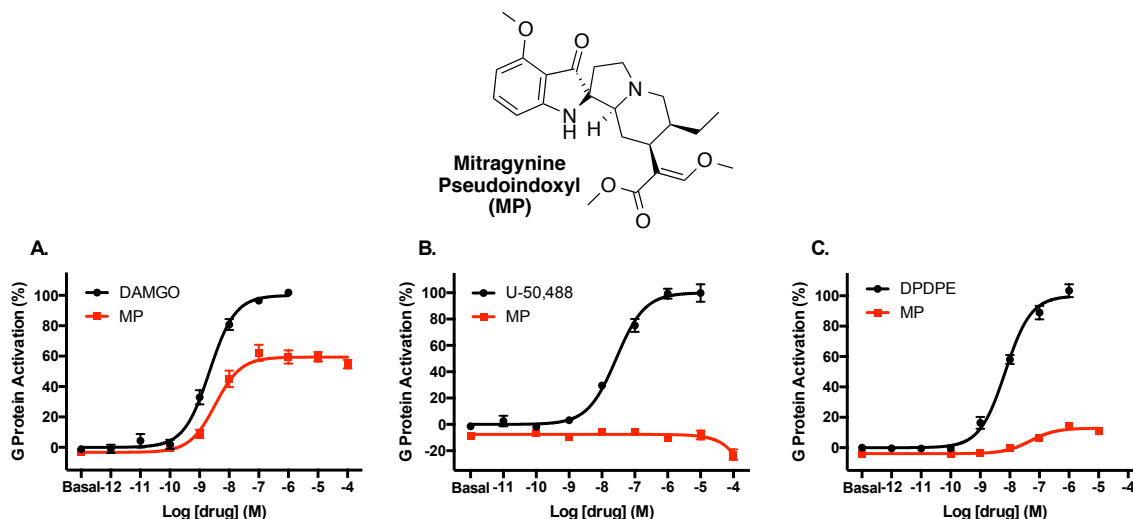 O
O
O
N
N
H
H
O
O
O
Mitragynine
Pseudoindoxyl
(MP)
A.
G Protein Activation (%)
100
80
60
40
20
0
DAMGO
MP
Basal -12 -11 -10 -9 -8 -7 -6 -5 -4
Log [drug] (M)
B.
G Protein Activation (%)
100
80
60
40
20
0
-20
U-50,488
MP
Basal -11 -10 -9 -8 -7 -6 -5 -4
Log [drug] (M)
C.
G Protein Activation (%)
100
80
60
40
20
0
DPDPE
MP
Basal -12 -11 -10 -9 -8 -7 -6 -5 -4
Log [drug] (M)